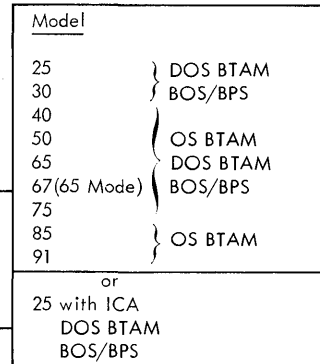 Model
25 } DOS BTAM
30 BOS/BPS
40
50 OS BTAM
65 DOS BTAM
67(65 Mode) BOS/BPS
75
85 } OS BTAM
91
or
25 with ICA
DOS BTAM
BOS/BPS